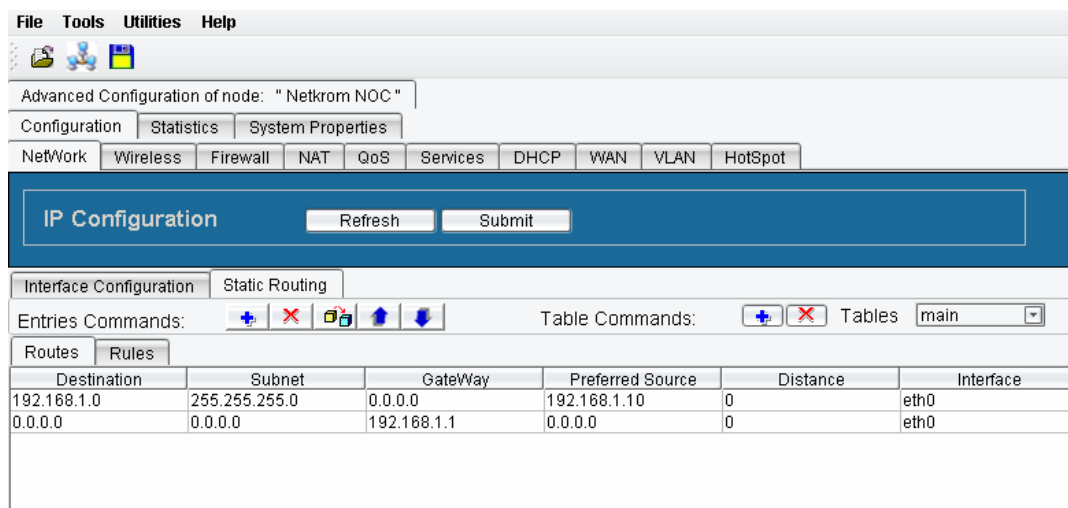 File Tools Utilities Help
Advanced Configuration of node: "Netkrom NOC"
Configuration Statistics System Properties
NetWork Wireless Firewall NAT QoS Services DHCP WAN VLAN HotSpot
IP Configuration Refresh Submit
Interface Configuration Static Routing
Entries Commands: Table Commands: Tables main
Routes Rules
Destination Subnet GateWay Preferred Source Distance Interface
192.168.1.0 255.255.255.0 0.0.0.0 192.168.1.10 0 eth0
0.0.0.0 0.0.0.0 192.168.1.1 0.0.0.0 0 eth0